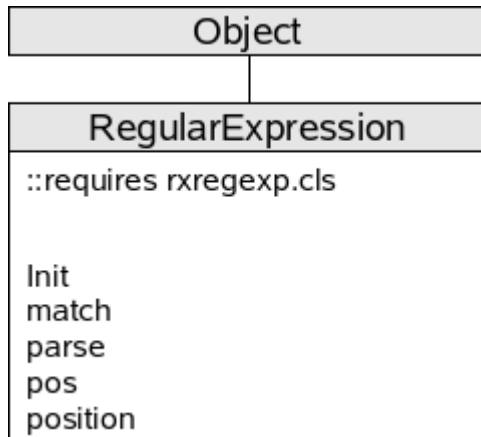 Object
RegularExpression
::requires rxregexp.cls
Init
match
parse
pos
position